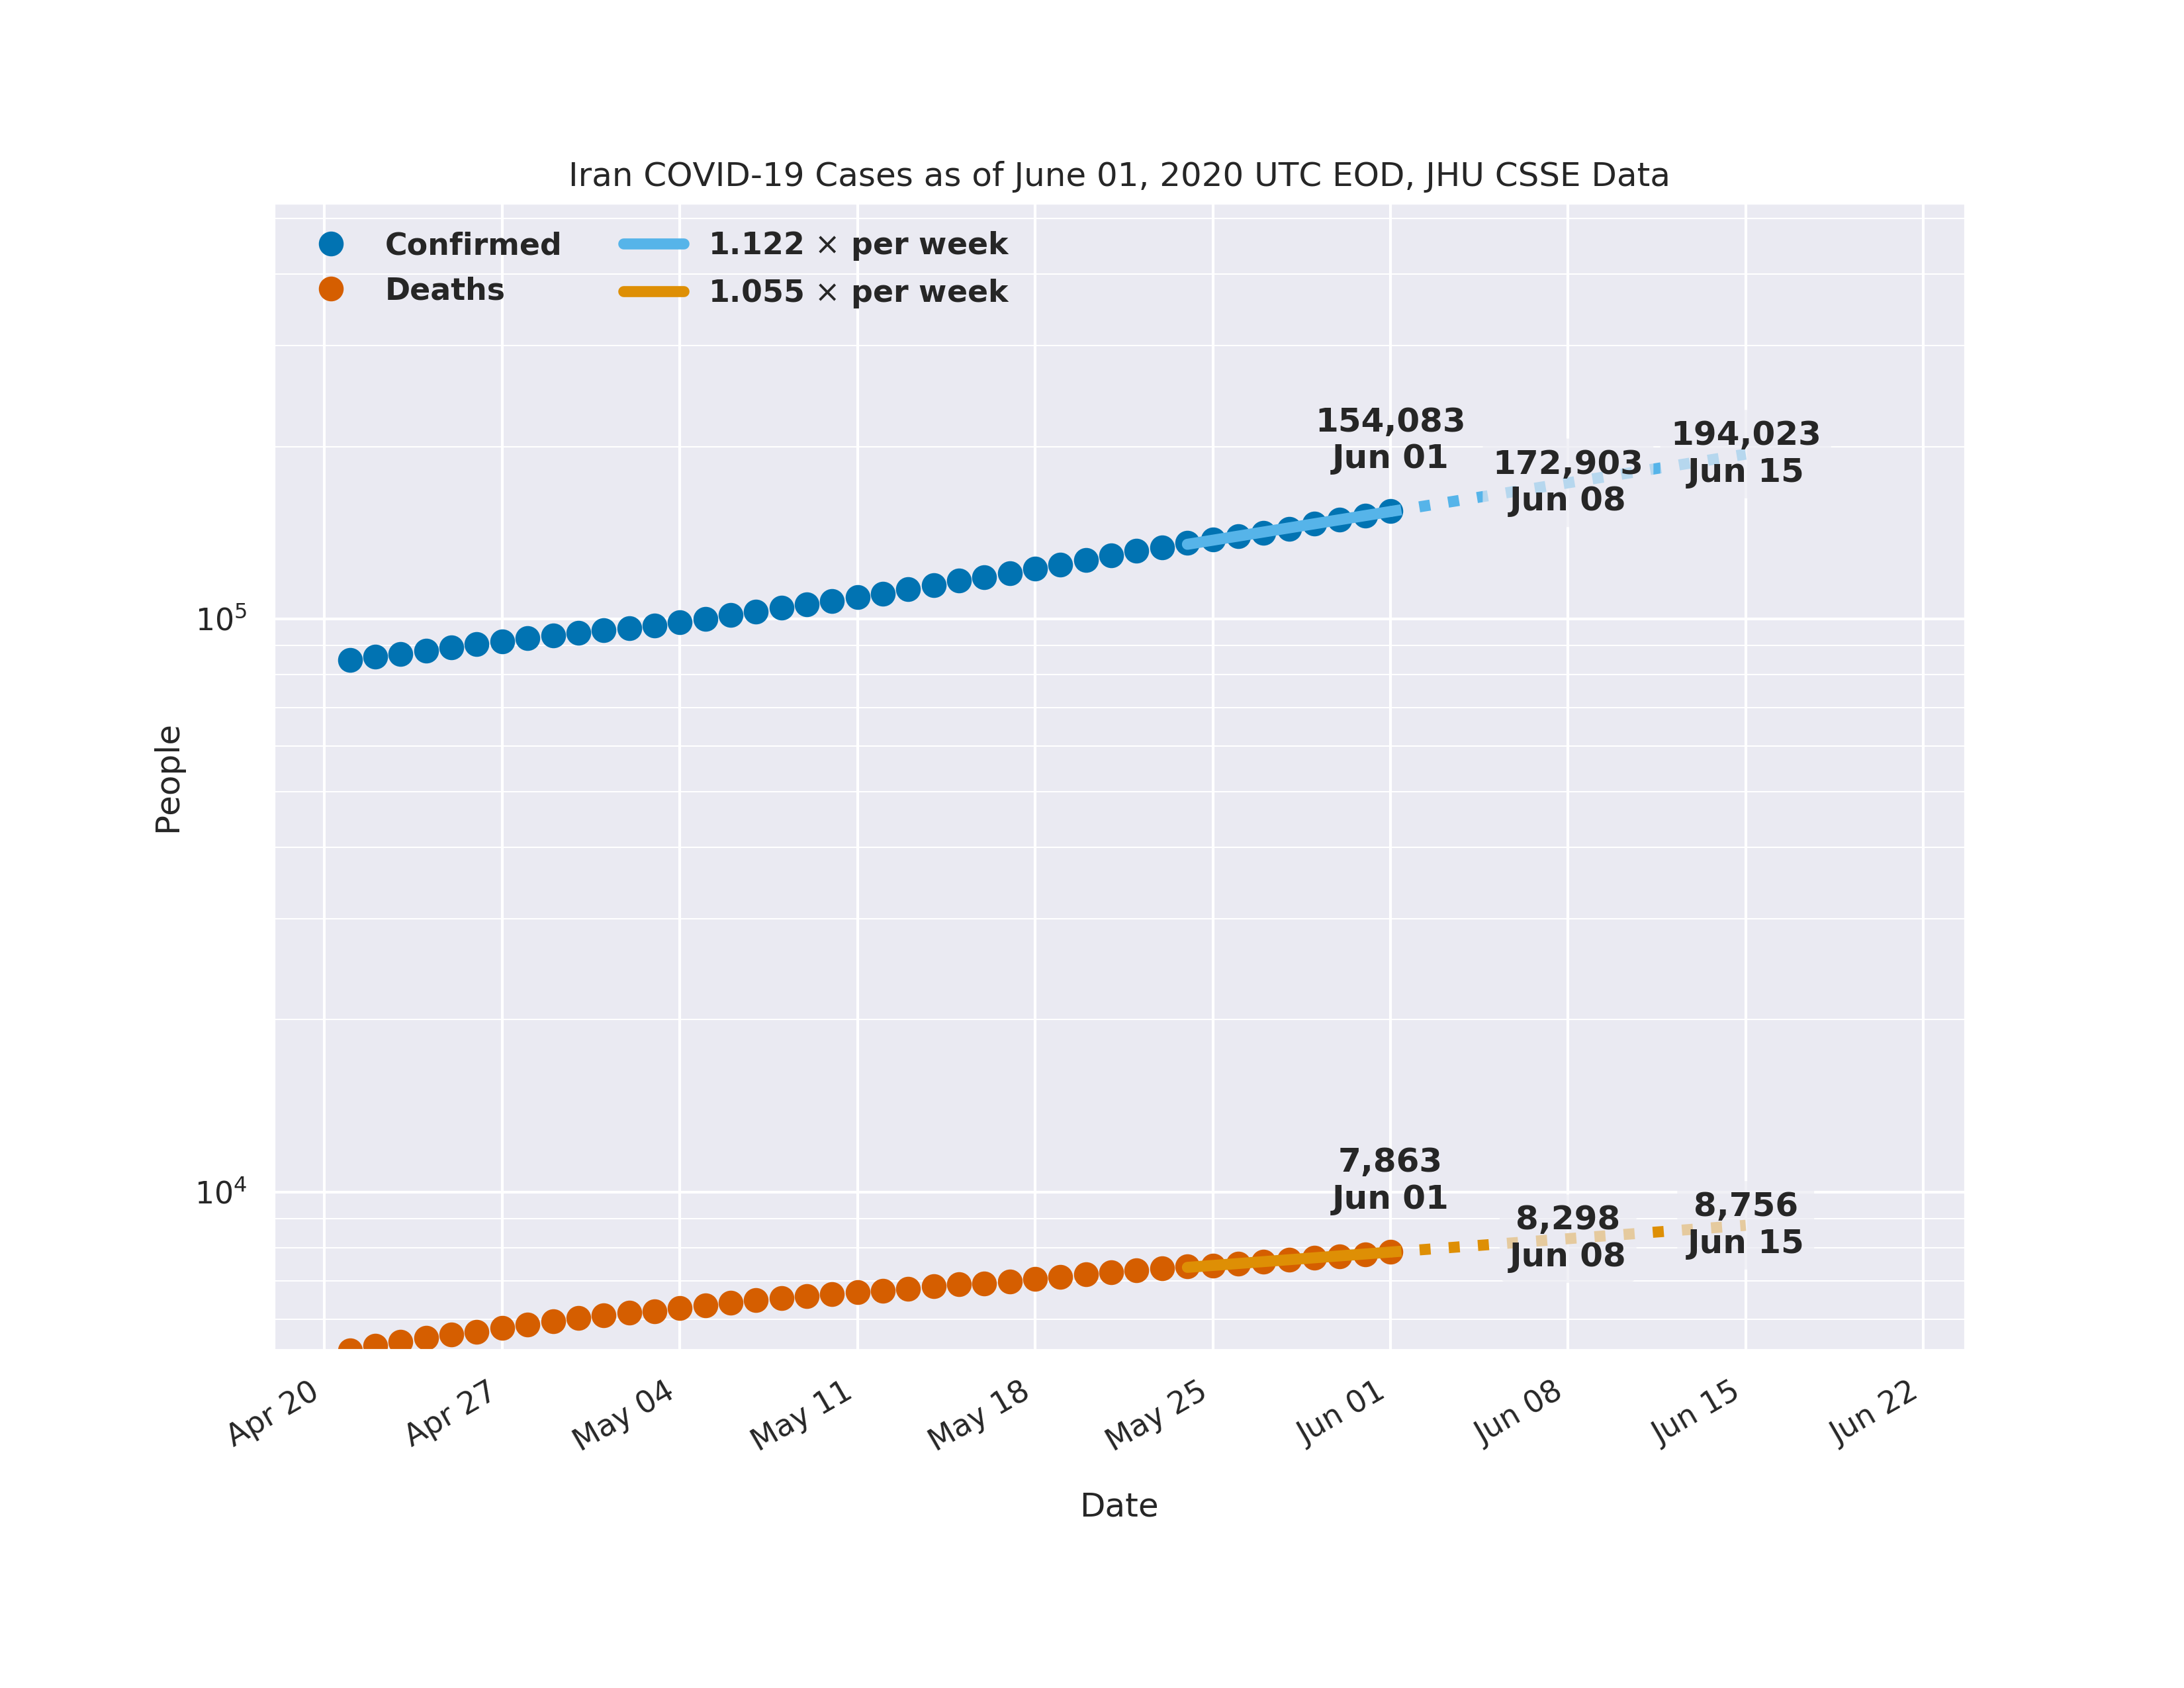 Iran COVID-19 Cases as of June 01, 2020 UTC EOD, JHU CSSE Data
Confirmed
Deaths
1.122 × per week
1.055 × per week
154,083
Jun 01
172,903
Jun 08
194,023
Jun 15
10⁵
People
10⁴
7,863
Jun 01
8,298
Jun 08
8,756
Jun 15
Apr 20
Apr 27
May 04
May 11
May 18
May 25
Jun 01
Jun 08
Jun 15
Jun 22
Date